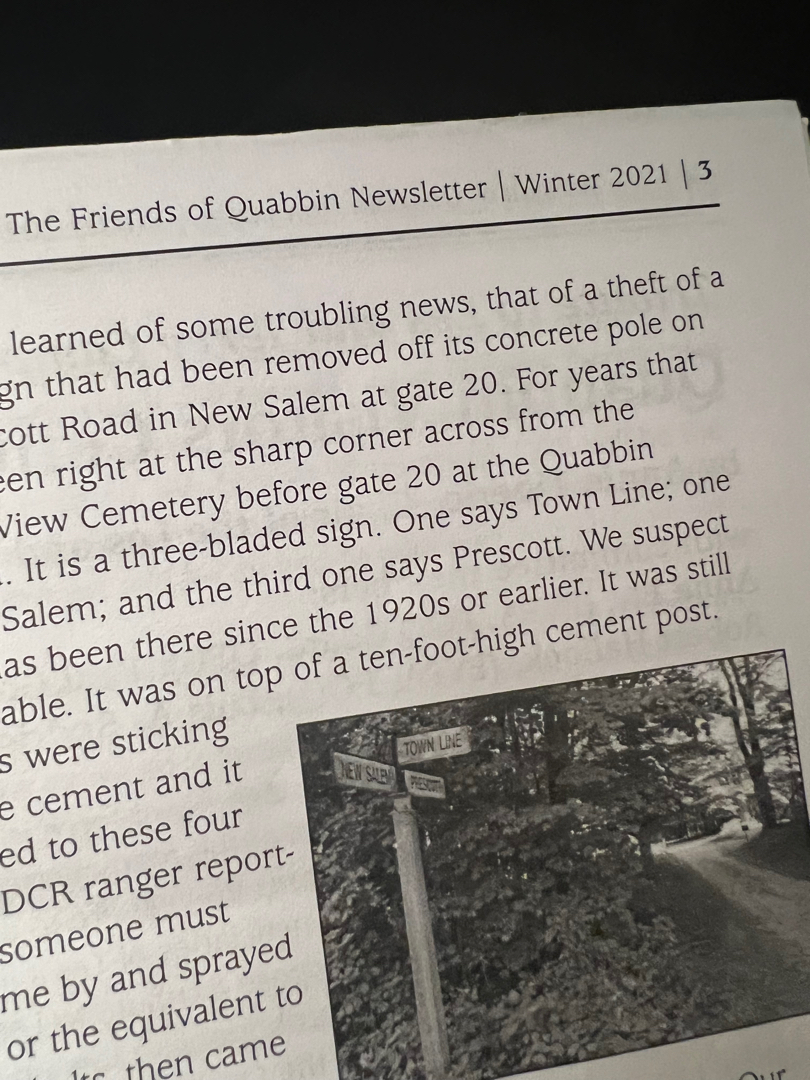 The Friends of Quabbin Newsletter | Winter 2021 | 3
learned of some troubling news, that of a theft of a
gn that had been removed off its concrete pole on
cott Road in New Salem at gate 20. For years that
een right at the sharp corner across from the
View Cemetery before gate 20 at the Quabbin
. It is a three-bladed sign. One says Town Line; one
Salem; and the third one says Prescott. We suspect
as been there since the 1920s or earlier. It was still
able. It was on top of a ten-foot-high cement post.
s were sticking
e cement and it
ed to these four
DCR ranger report-
someone must
me by and sprayed
or the equivalent to
then came
TOWN LINE
NEW SALEM
PRESCOTT
Our